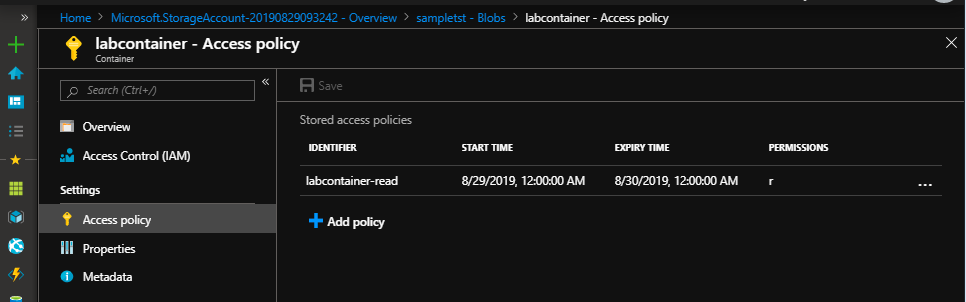 »
Home > Microsoft.StorageAccount-20190829093242 - Overview > sampletst - Blobs > labcontainer - Access policy
labcontainer - Access policy
Container
«
Search (Ctrl+/)
Overview
Access Control (IAM)
Settings
Access policy
Properties
Metadata
Save
Stored access policies
IDENTIFIER START TIME EXPIRY TIME PERMISSIONS
labcontainer-read 8/29/2019, 12:00:00 AM 8/30/2019, 12:00:00 AM r ...
Add policy